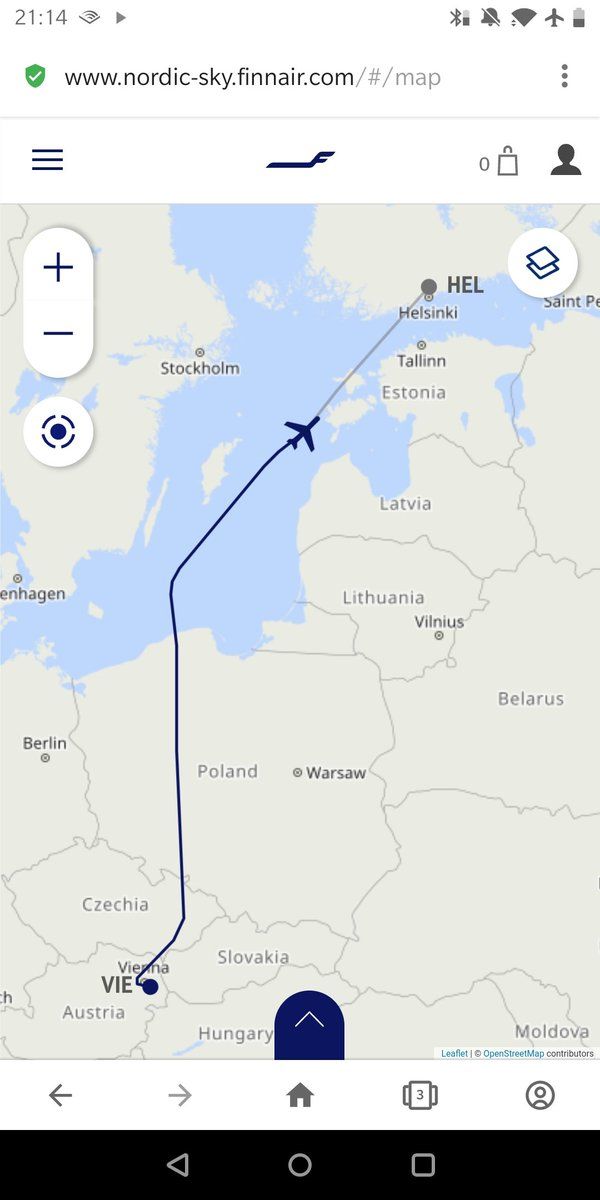 21:14
www.nordic-sky.finnair.com/#/map
0
HEL
Helsinki
Saint Pe
Stockholm
Tallinn
Estonia
Latvia
enhagen
Lithuania
Vilnius
Belarus
Berlin
Poland
Warsaw
Czechia
Slovakia
Vienna
VIE
ch
Austria
Hungary
Moldova
Leaflet | © OpenStreetMap contributors
3